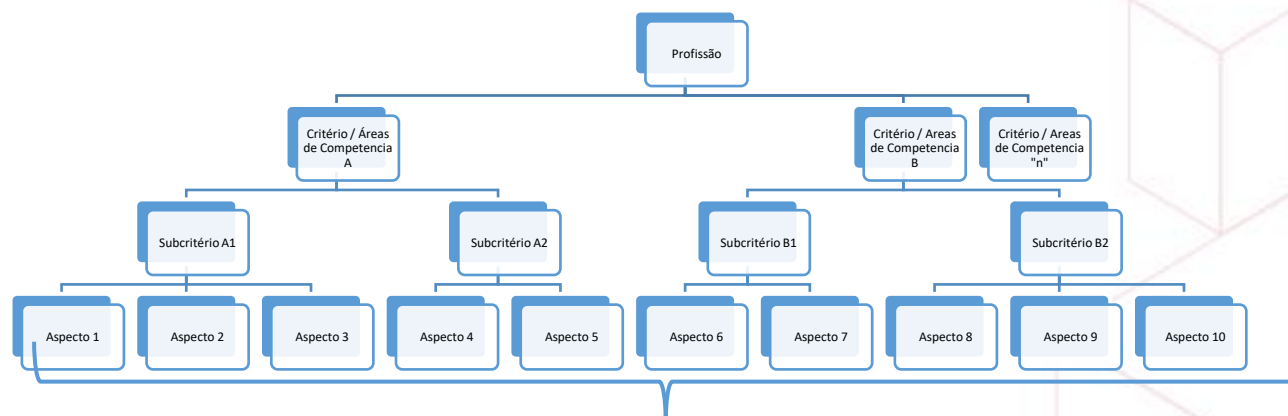 Profissão
Critério / Áreas
de Competencia
A
Critério / Areas
de Competencia
B
Critério / Areas
de Competencia
"n"
Subcritério A1
Subcritério A2
Subcritério B1
Subcritério B2
Aspecto 1
Aspecto 2
Aspecto 3
Aspecto 4
Aspecto 5
Aspecto 6
Aspecto 7
Aspecto 8
Aspecto 9
Aspecto 10